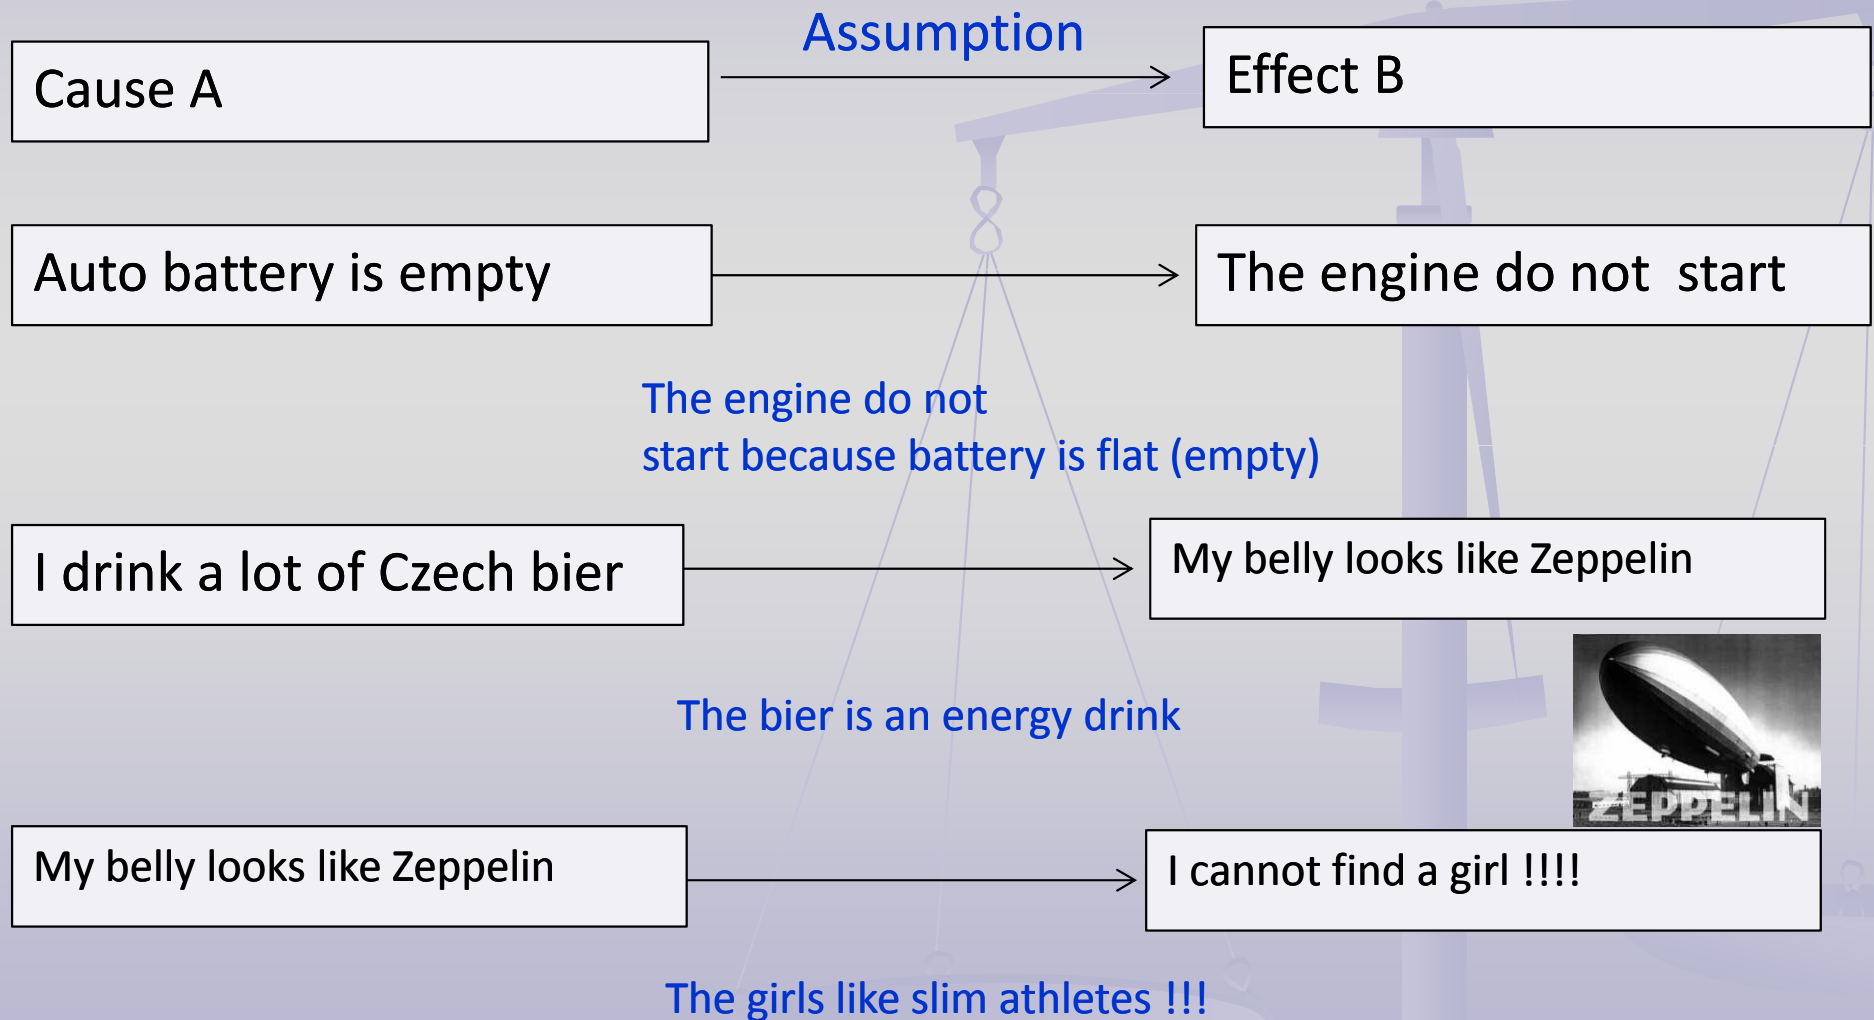 Assumption
Cause A
Effect B
Auto battery is empty
The engine do not  start
The engine do not
start because battery is flat (empty)
I drink a lot of Czech bier
My belly looks like Zeppelin
The bier is an energy drink
ZEPPELIN
My belly looks like Zeppelin
I cannot find a girl !!!!
The girls like slim athletes !!!